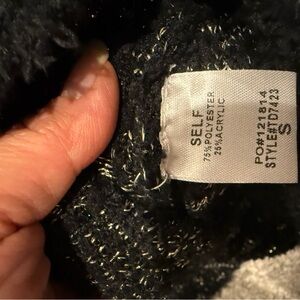 SELF
75%POLYESTER
25%ACRYLIC
PO#121814
STYLE#TD7423
S